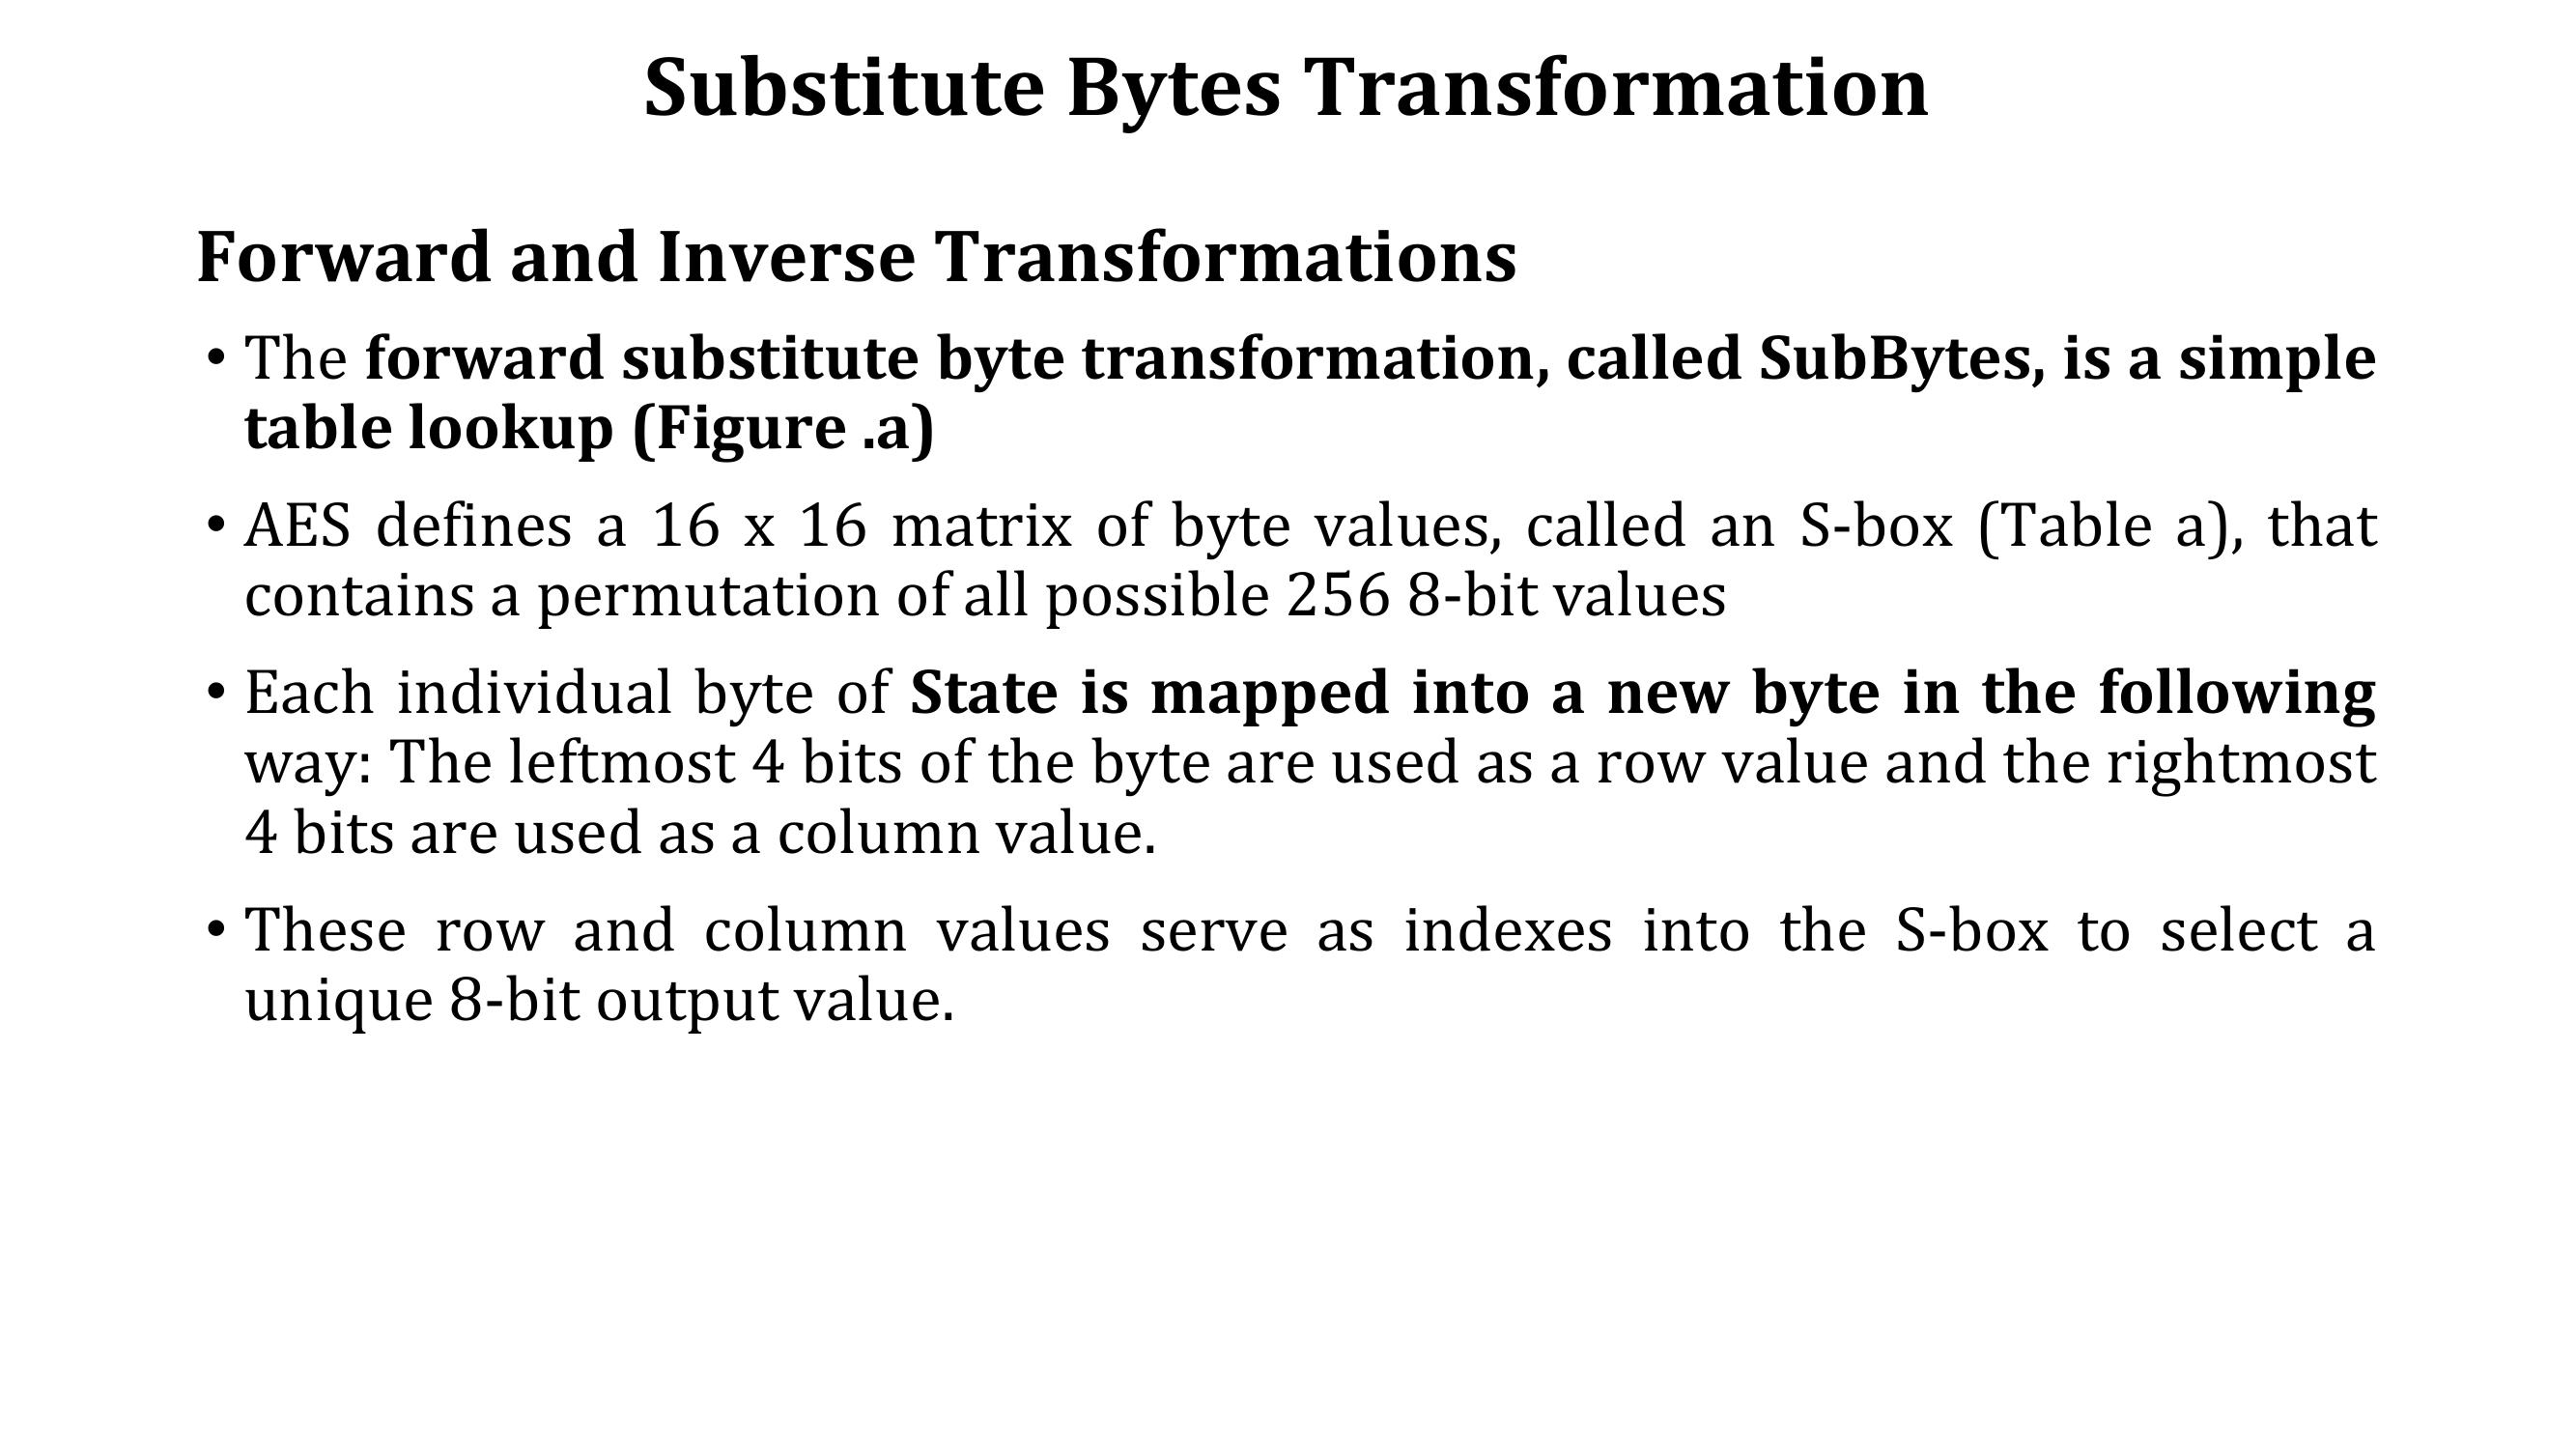 Substitute Bytes Transformation
Forward and Inverse Transformations
• The forward substitute byte transformation, called SubBytes, is a simple
table lookup (Figure .a)
• AES defines a 16 x 16 matrix of byte values, called an S-box (Table a), that
contains a permutation of all possible 256 8-bit values
• Each individual byte of State is mapped into a new byte in the following
way: The leftmost 4 bits of the byte are used as a row value and the rightmost
4 bits are used as a column value.
• These row and column values serve as indexes into the S-box to select a
unique 8-bit output value.